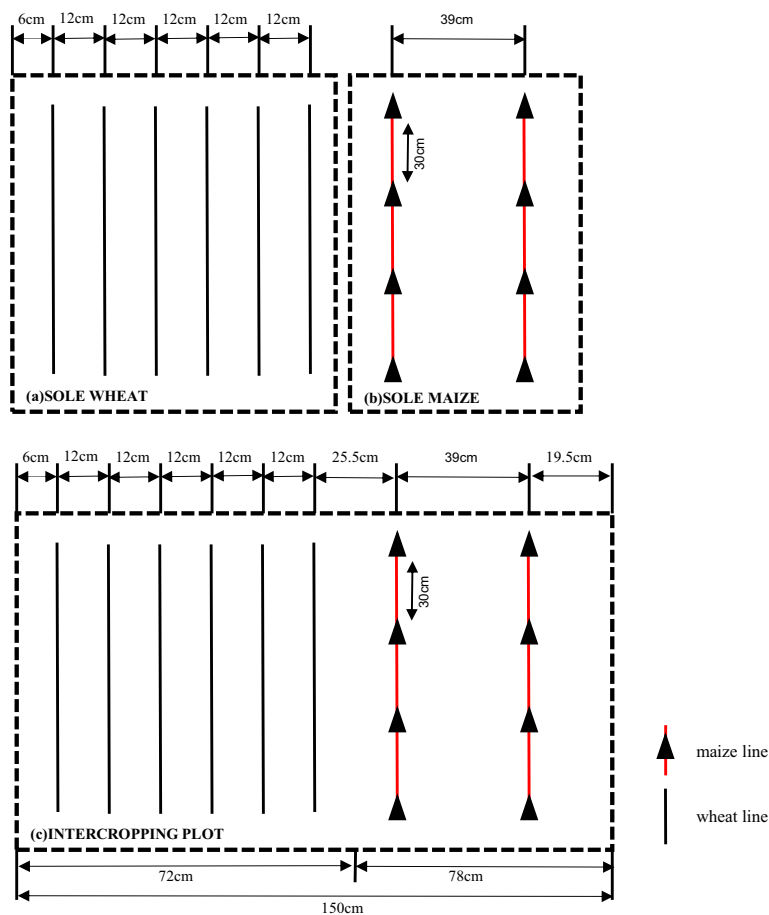 6cm 12cm 12cm 12cm 12cm 12cm 39cm
30cm
(a)SOLE WHEAT (b)SOLE MAIZE
6cm 12cm 12cm 12cm 12cm 12cm 25.5cm 39cm 19.5cm
30cm
maize line
wheat line
(c)INTERCROPPING PLOT
72cm 78cm
150cm